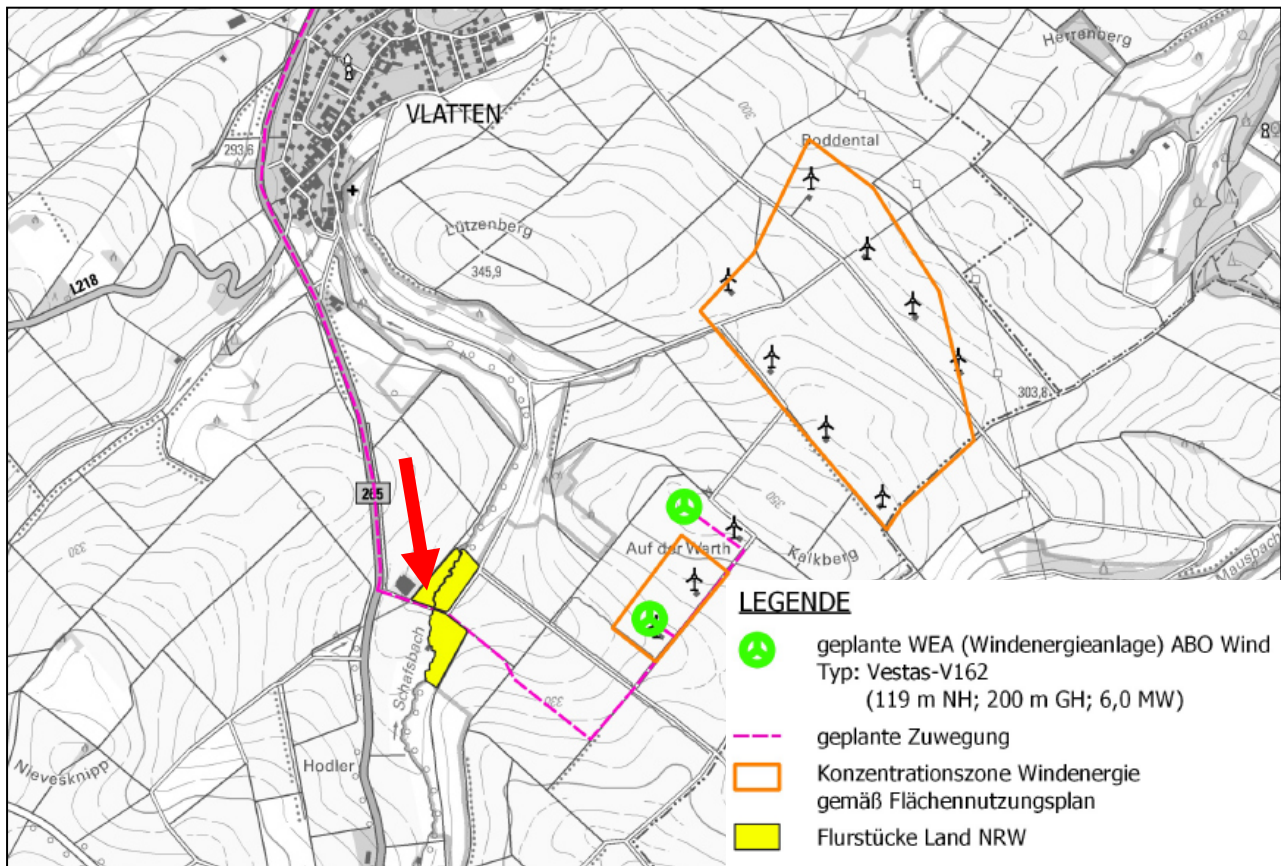 Herrenberg
VLATTEN
300
Boddental
293,6
Lützenberg
345,9
L218
303,8
265
350
330
Auf der Warth
Kalkberg
Mausbach
Schafsbach
330
Hodler
Nievesknipp
LEGENDE
geplante WEA (Windenergieanlage) ABO Wind
Typ: Vestas-V162
(119 m NH; 200 m GH; 6,0 MW)
geplante Zuwegung
Konzentrationszone Windenergie
gemäß Flächennutzungsplan
Flurstücke Land NRW